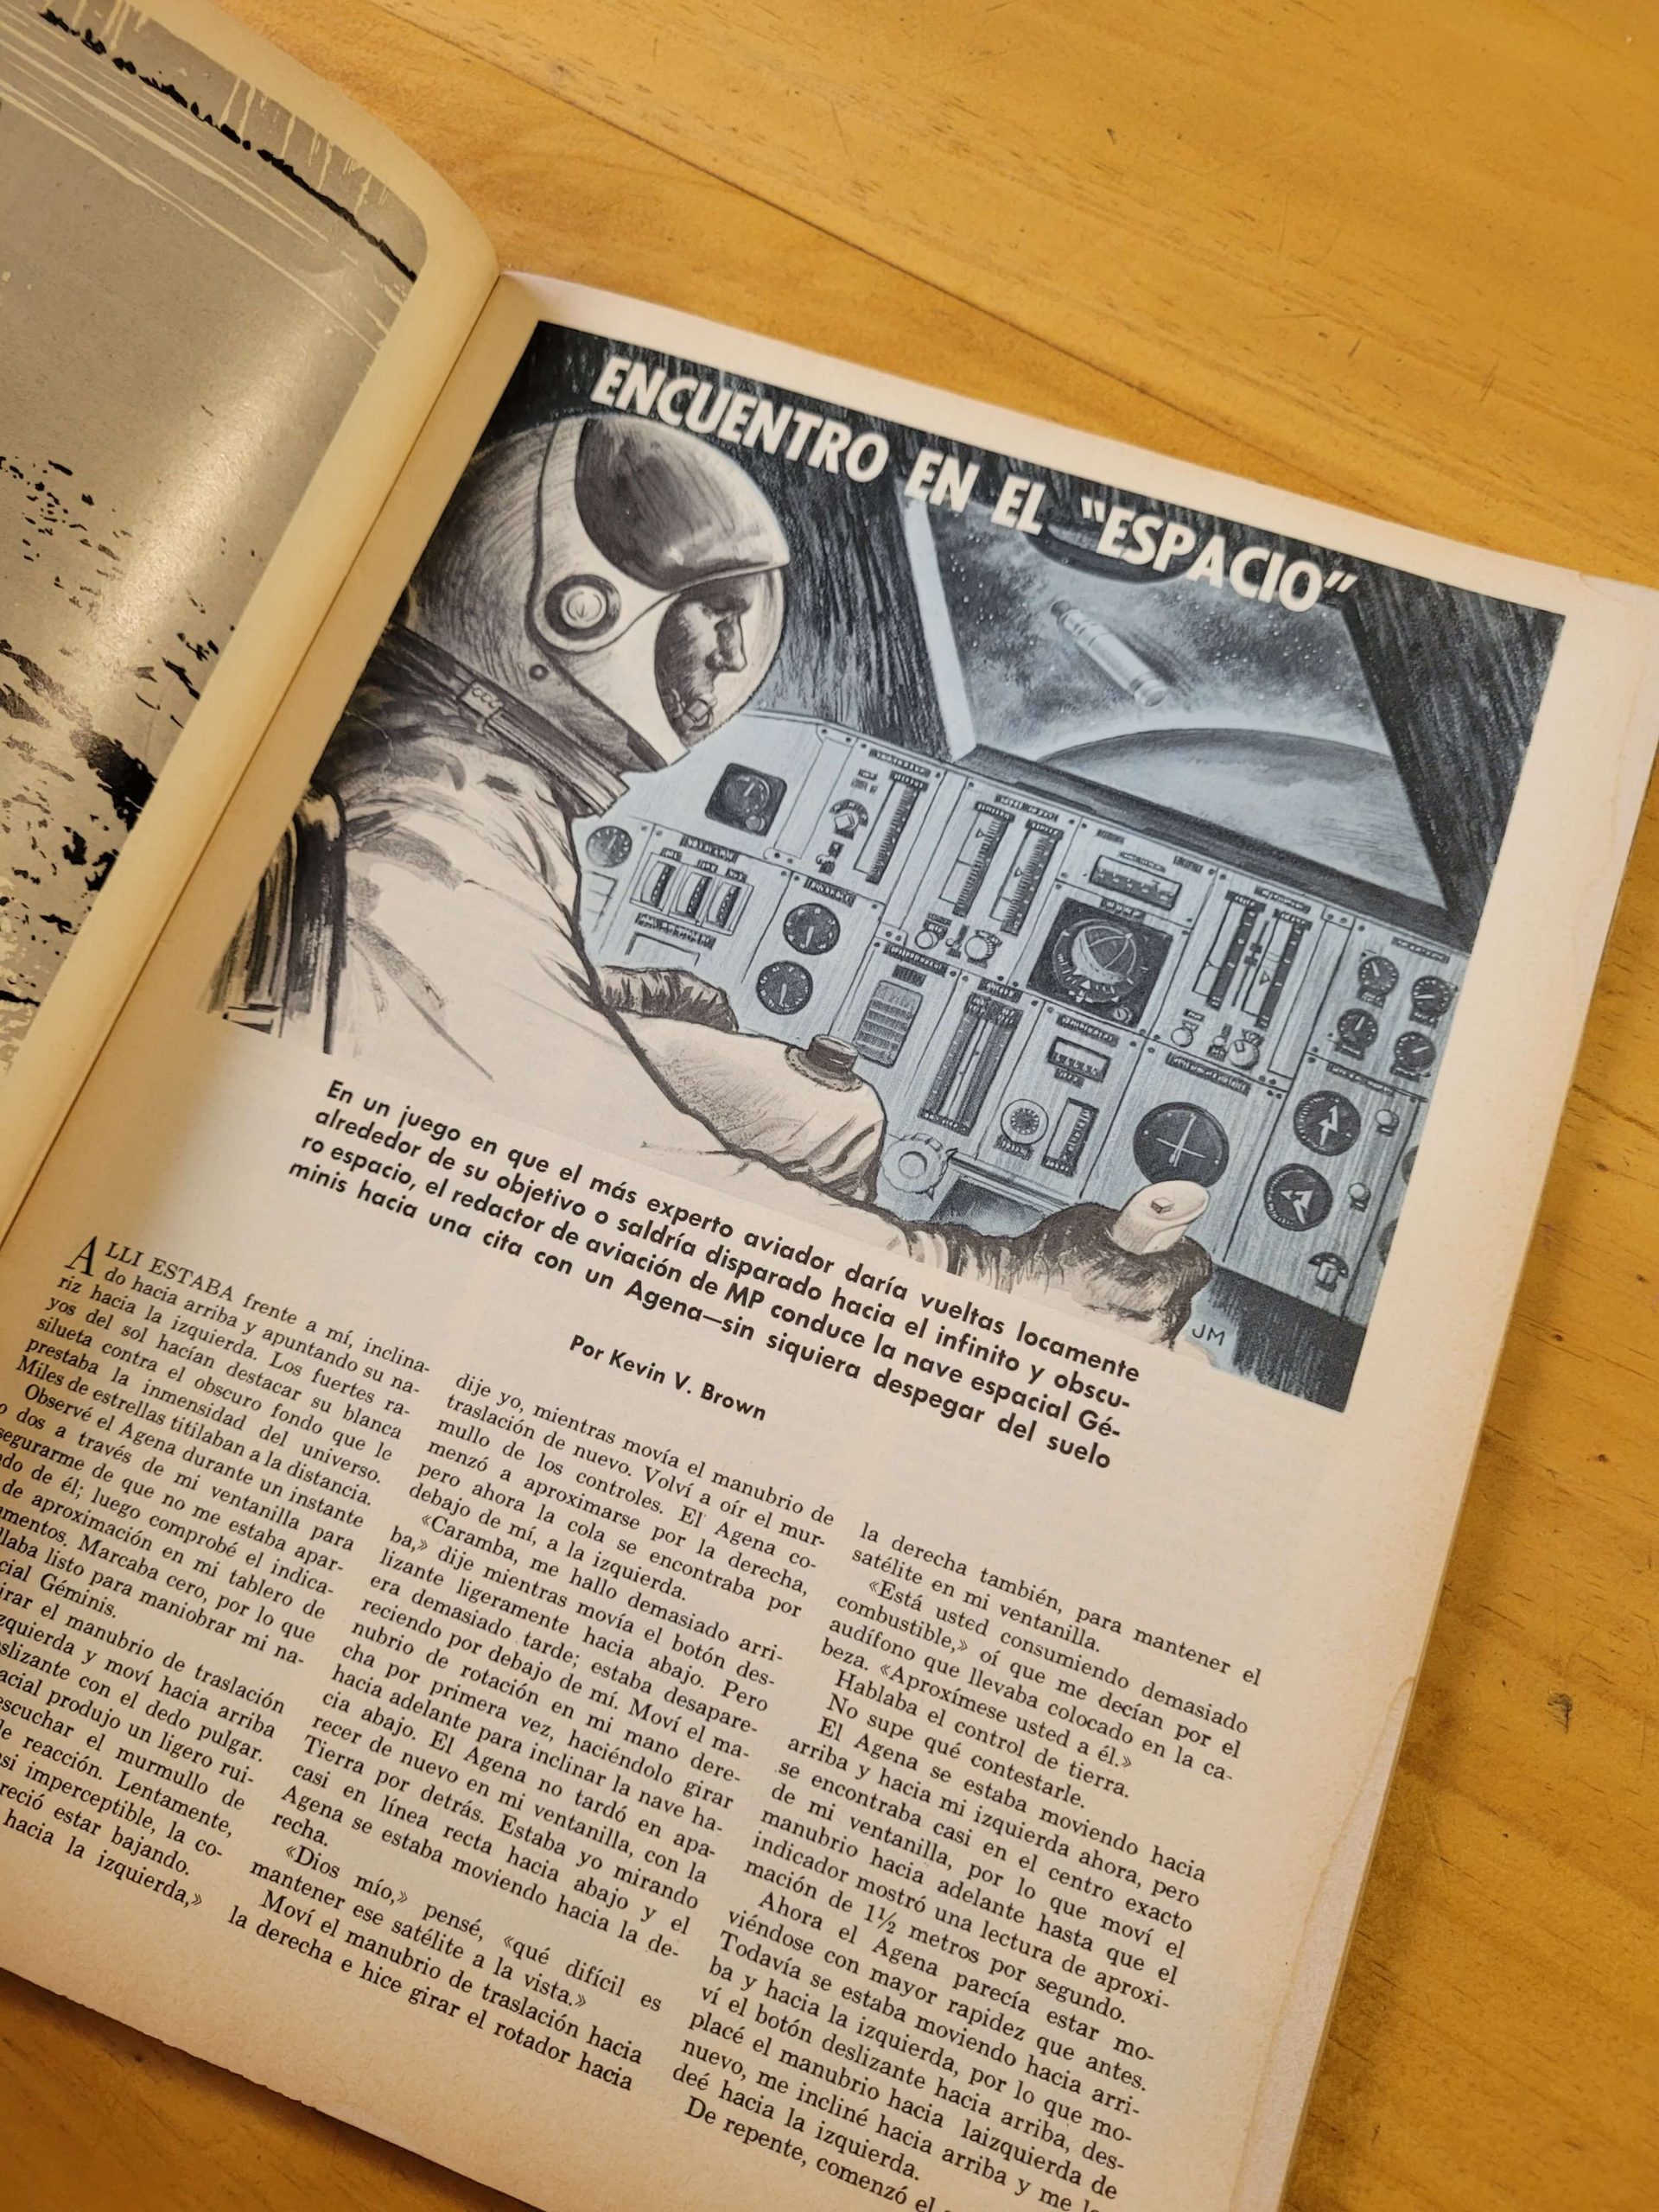 ENCUENTRO EN EL "ESPACIO"
JM
En un juego en que el más experto aviador daría vueltas locamente
alrededor de su objetivo o saldría disparado hacia el infinito y obscu-
ro espacio, el redactor de aviación de MP conduce la nave espacial Gé-
minis hacia una cita con un Agena—sin siquiera despegar del suelo
Por Kevin V. Brown
ALLI ESTABA frente a mí, inclina-
do hacia arriba y apuntando su na-
riz hacia la izquierda. Los fuertes ra-
yos del sol hacían destacar su blanca
silueta contra el obscuro fondo que le
prestaba la inmensidad del universo.
Miles de estrellas titilaban a la distancia.
Observé el Agena durante un instante
o dos a través de mi ventanilla para
segurarme de que no me estaba apar-
ndo de él; luego comprobé el indica-
de aproximación en mi tablero de
umentos. Marcaba cero, por lo que
llaba listo para maniobrar mi na-
cial Géminis.
irar el manubrio de traslación
zquierda y moví hacia arriba
slizante con el dedo pulgar.
acial produjo un ligero rui-
escuchar el murmullo de
de reacción. Lentamente,
si imperceptible, la co-
reció estar bajando.
hacia la izquierda,»
dije yo, mientras movía el manubrio de
traslación de nuevo. Volví a oír el mur-
mullo de los controles. El Agena co-
menzó a aproximarse por la derecha,
pero ahora la cola se encontraba por
debajo de mí, a la izquierda.
«Caramba, me hallo demasiado arri-
ba,» dije mientras movía el botón des-
lizante ligeramente hacia abajo. Pero
era demasiado tarde; estaba desapare-
reciendo por debajo de mí. Moví el ma-
nubrio de rotación en mi mano dere-
cha por primera vez, haciéndolo girar
hacia adelante para inclinar la nave ha-
cia abajo. El Agena no tardó en apa-
recer de nuevo en mi ventanilla, con la
Tierra por detrás. Estaba yo mirando
casi en línea recta hacia abajo y el
Agena se estaba moviendo hacia la de-
recha.
«Dios mío,» pensé, «qué difícil es
mantener ese satélite a la vista.»
Moví el manubrio de traslación hacia
la derecha e hice girar el rotador hacia
la derecha también, para mantener el
satélite en mi ventanilla.
«Está usted consumiendo demasiado
combustible,» oí que me decían por el
audífono que llevaba colocado en la ca-
beza. «Aproxímese usted a él.»
Hablaba el control de tierra.
No supe qué contestarle.
El Agena se estaba moviendo hacia
arriba y hacia mi izquierda ahora, pero
se encontraba casi en el centro exacto
de mi ventanilla, por lo que moví el
manubrio hacia adelante hasta que el
indicador mostró una lectura de aproxi-
mación de 1½ metros por segundo.
Ahora el Agena parecía estar mo-
viéndose con mayor rapidez que antes.
Todavía se estaba moviendo hacia arri-
ba y hacia la izquierda, por lo que mo-
ví el botón deslizante hacia arriba, des-
placé el manubrio hacia laizquierda de
nuevo, me incliné hacia arriba y me la
deé hacia la izquierda.
De repente, comenzó el